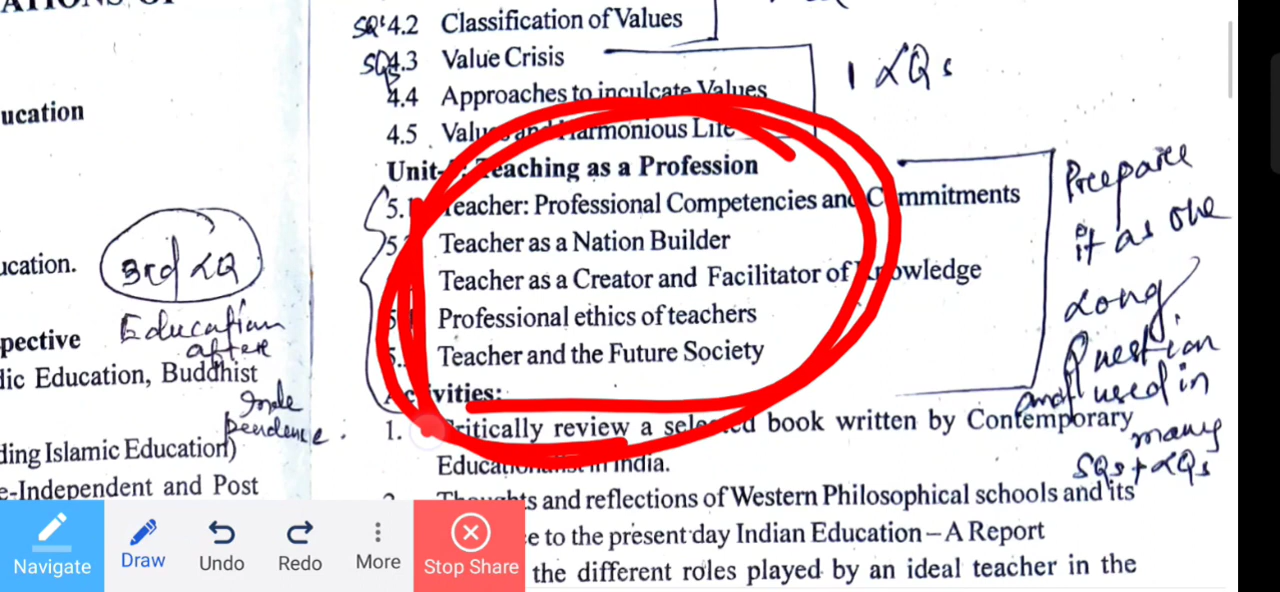 ucation
ucation.
3rd LQ
pective
Education
after
Inde
pendence.
dic Education, Buddhist
ding Islamic Education)
e-Independent and Post
SQ 4.2 Classification of Values
SQ 4.3 Value Crisis
4.4 Approaches to inculcate Values
4.5 Values and Harmonious Life
1 LQs
Unit-5: Teaching as a Profession
5.1 Teacher: Professional Competencies and Commitments
Teacher as a Nation Builder
Teacher as a Creator and Facilitator of Knowledge
Professional ethics of teachers
Teacher and the Future Society
Prepare
it as one
Long
Question
and used in
many
SQs + LQs
Activities:
1. Critically review a selected book written by Contemporary
Educationalist in India.
Thoughts and reflections of Western Philosophical schools and its
e to the present day Indian Education – A Report
the different roles played by an ideal teacher in the
Navigate
Draw
Undo
Redo
More
Stop Share